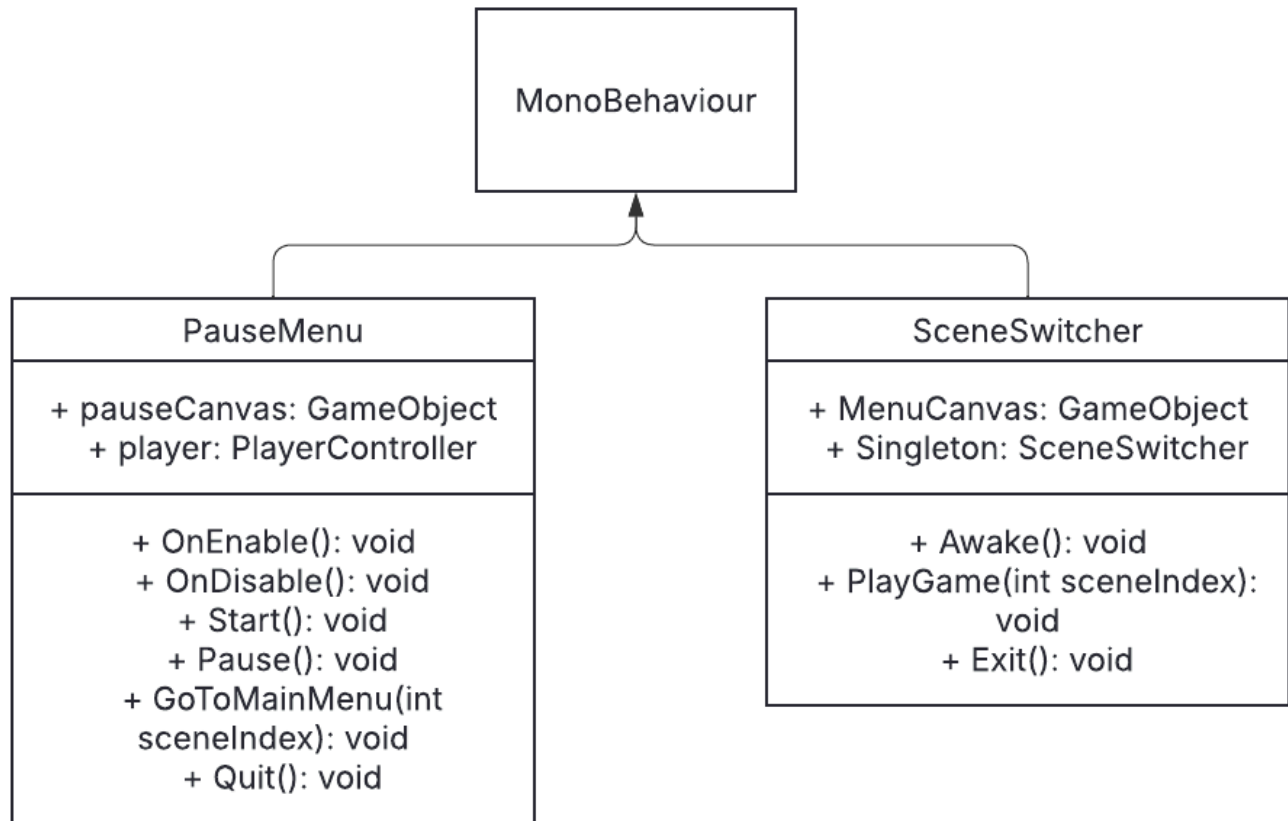 MonoBehaviour
PauseMenu
+ pauseCanvas: GameObject
+ player: PlayerController
+ OnEnable(): void
+ OnDisable(): void
+ Start(): void
+ Pause(): void
+ GoToMainMenu(int
sceneIndex): void
+ Quit(): void
SceneSwitcher
+ MenuCanvas: GameObject
+ Singleton: SceneSwitcher
+ Awake(): void
+ PlayGame(int sceneIndex):
void
+ Exit(): void